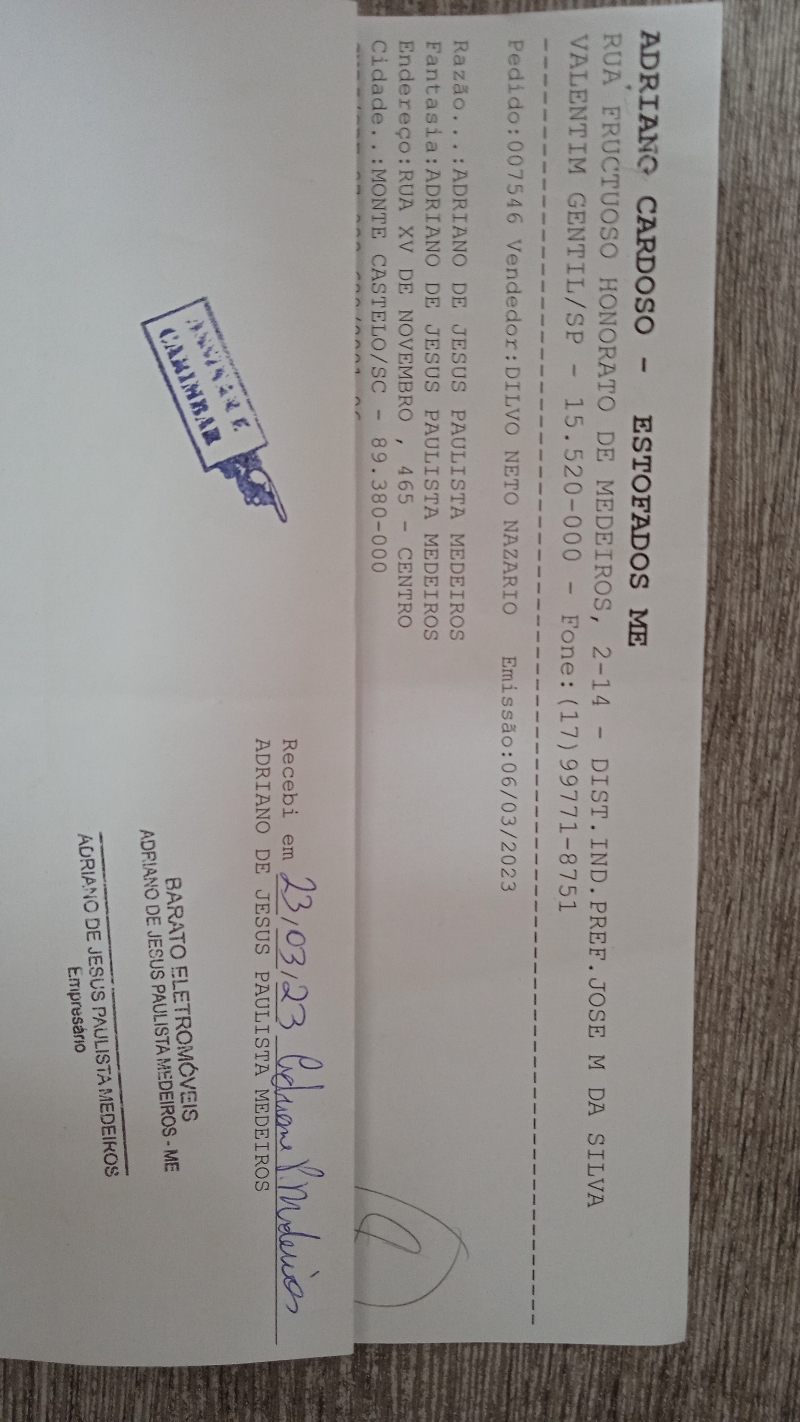 ADRIANO CARDOSO - ESTOFADOS ME
RUA FRUCTUOSO HONORATO DE MEDEIROS, 2-14 - DIST.IND.PREF.JOSE M DA SILVA
VALENTIM GENTIL/SP - 15.520-000 - Fone:(17)99771-8751
Pedido:007546 Vendedor:DILVO NETO NAZARIO Emissão:06/03/2023
Razão...:ADRIANO DE JESUS PAULISTA MEDEIROS
Fantasia:ADRIANO DE JESUS PAULISTA MEDEIROS
Endereço:RUA XV DE NOVEMBRO , 465 - CENTRO
Cidade..:MONTE CASTELO/SC - 89.380-000
Recebi em 23/03/23
ADRIANO DE JESUS PAULISTA MEDEIROS
ASSINAR E
CARIMBAR
BARATO ELETROMÓVEIS
ADRIANO DE JESUS PAULISTA MEDEIROS - ME
ADRIANO DE JESUS PAULISTA MEDEIROS
Empresário